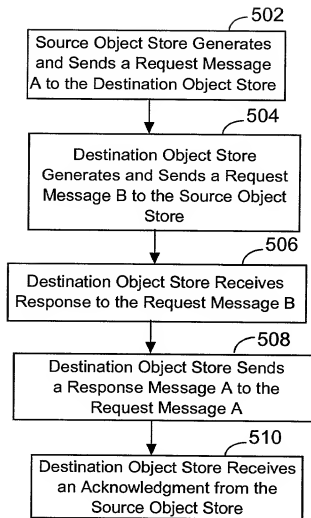 502
Source Object Store Generates
and Sends a Request Message
A to the Destination Object Store
504
Destination Object Store
Generates and Sends a Request
Message B to the Source Object
Store
506
Destination Object Store Receives
Response to the Request Message B
508
Destination Object Store Sends
a Response Message A to the
Request Message A
510
Destination Object Store Receives
an Acknowledgment from the
Source Object Store